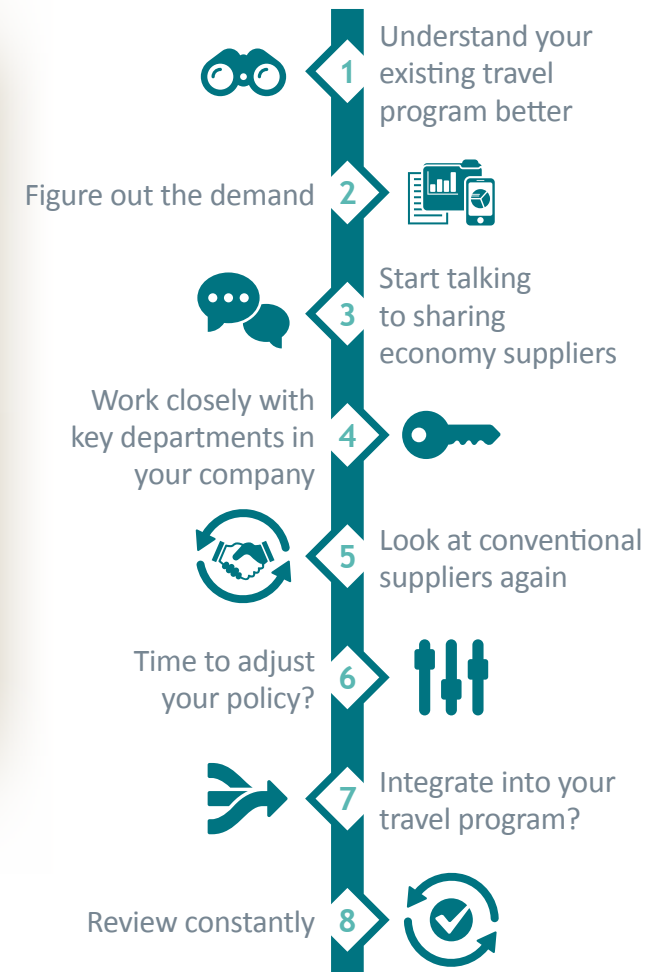 1
Understand your
existing travel
program better
Figure out the demand
2
3
Start talking
to sharing
economy suppliers
Work closely with
key departments in
your company
4
5
Look at conventional
suppliers again
Time to adjust
your policy?
6
7
Integrate into your
travel program?
Review constantly
8